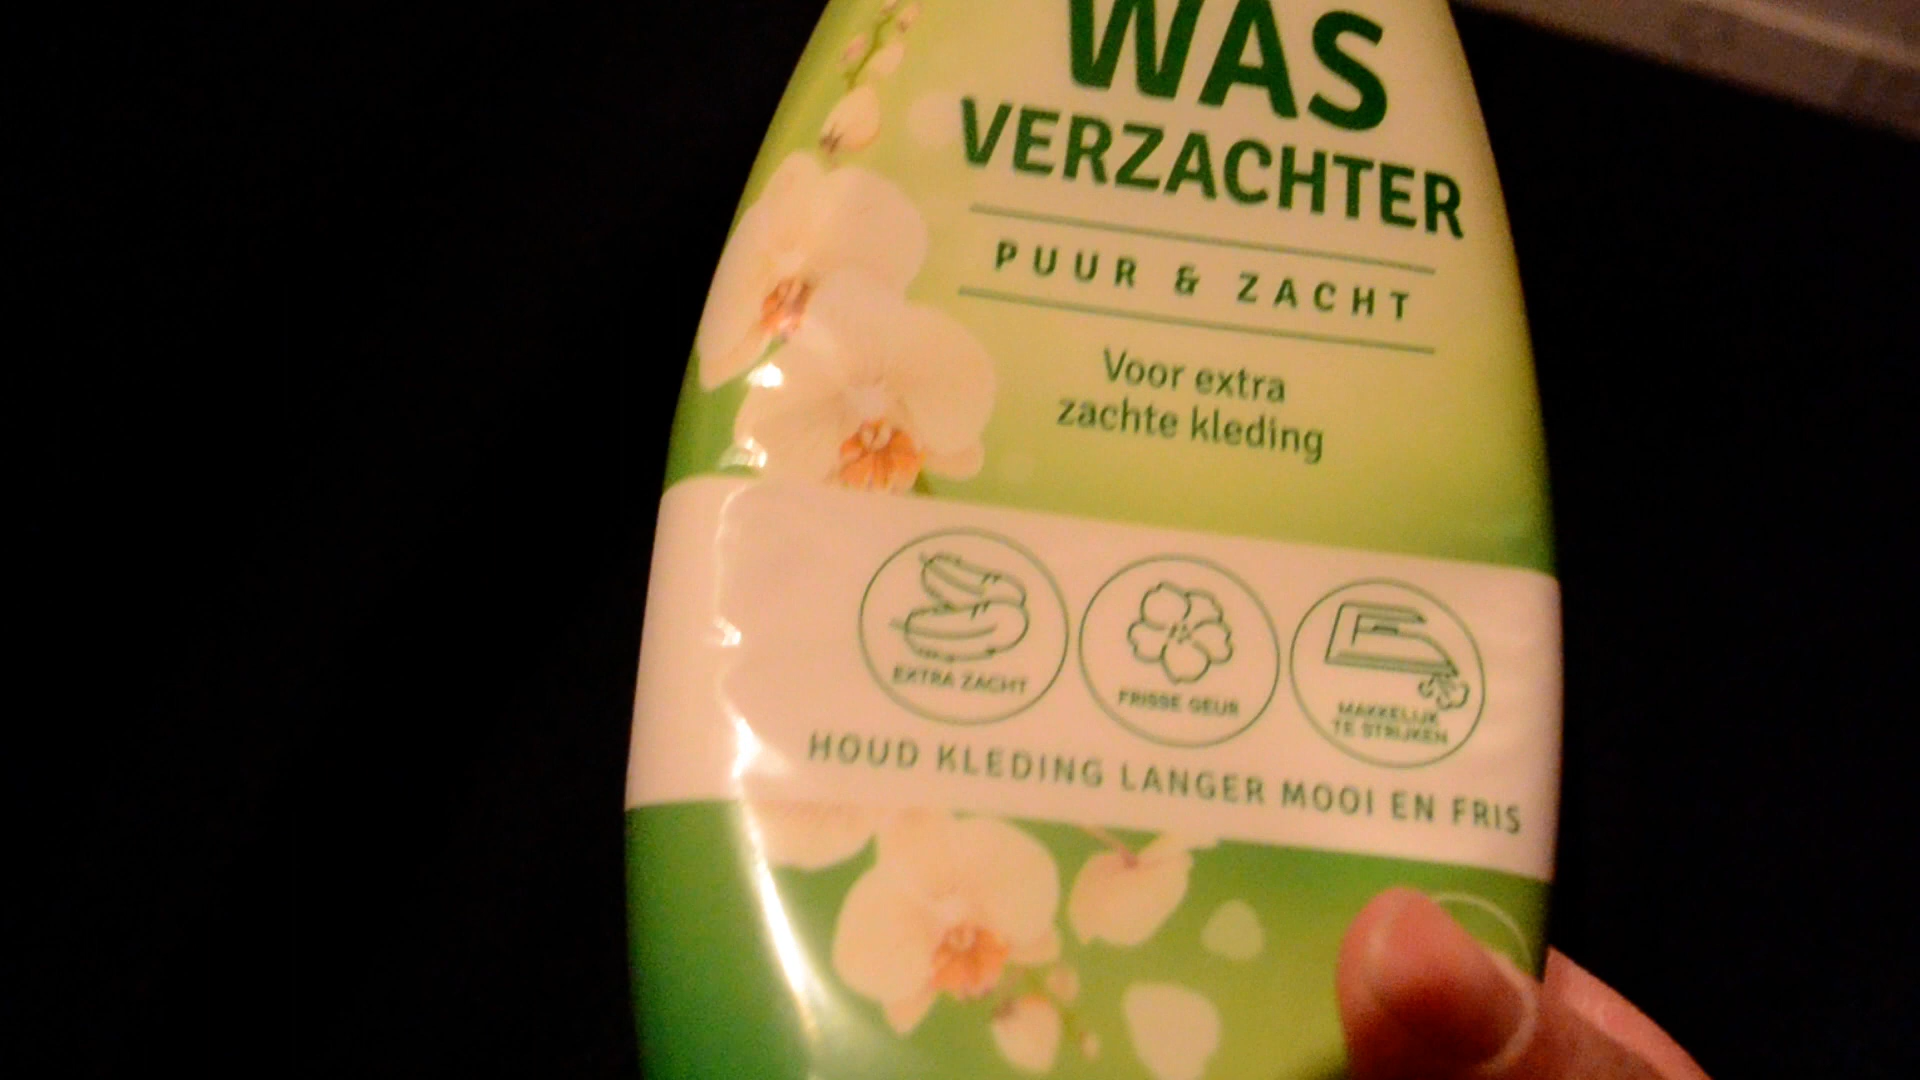 WAS
VERZACHTER
PUUR & ZACHT
Voor extra
zachte kleding
EXTRA ZACHT
FRISSE GEUR
MAKKELIJK
TE STRIJKEN
HOUD KLEDING LANGER MOOI EN FRIS